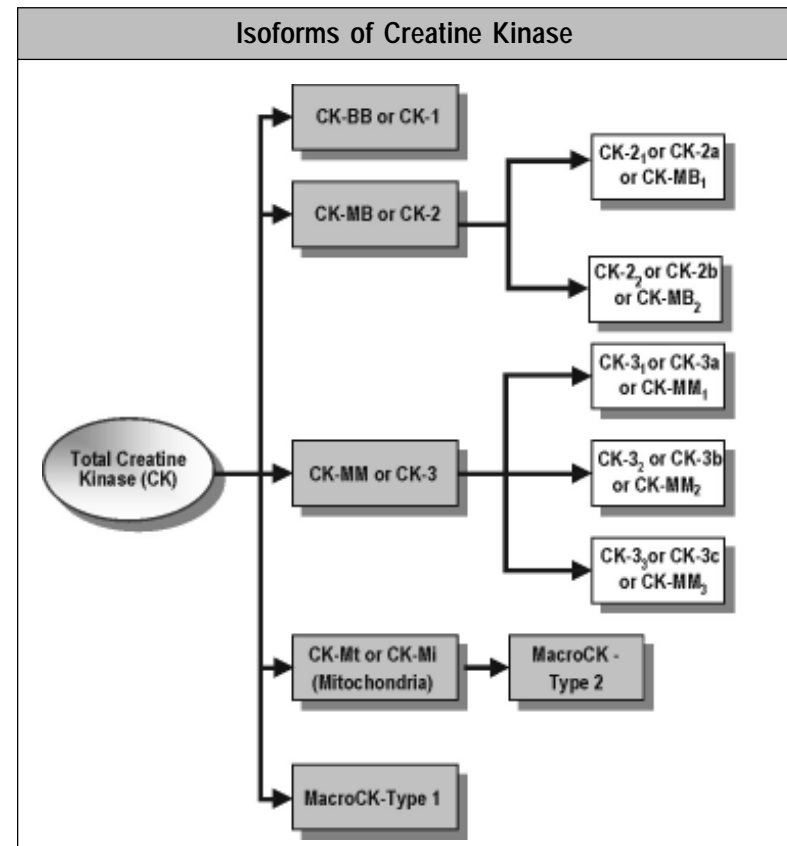 Isoforms of Creatine Kinase
CK-BB or CK-1
CK-MB or CK-2
CK-2₁ or CK-2a
or CK-MB₁
CK-2₂ or CK-2b
or CK-MB₂
Total Creatine
Kinase (CK)
CK-MM or CK-3
CK-3₁ or CK-3a
or CK-MM₁
CK-3₂ or CK-3b
or CK-MM₂
CK-3₃ or CK-3c
or CK-MM₃
CK-Mt or CK-Mi
(Mitochondria)
MacroCK -
Type 2
MacroCK-Type 1